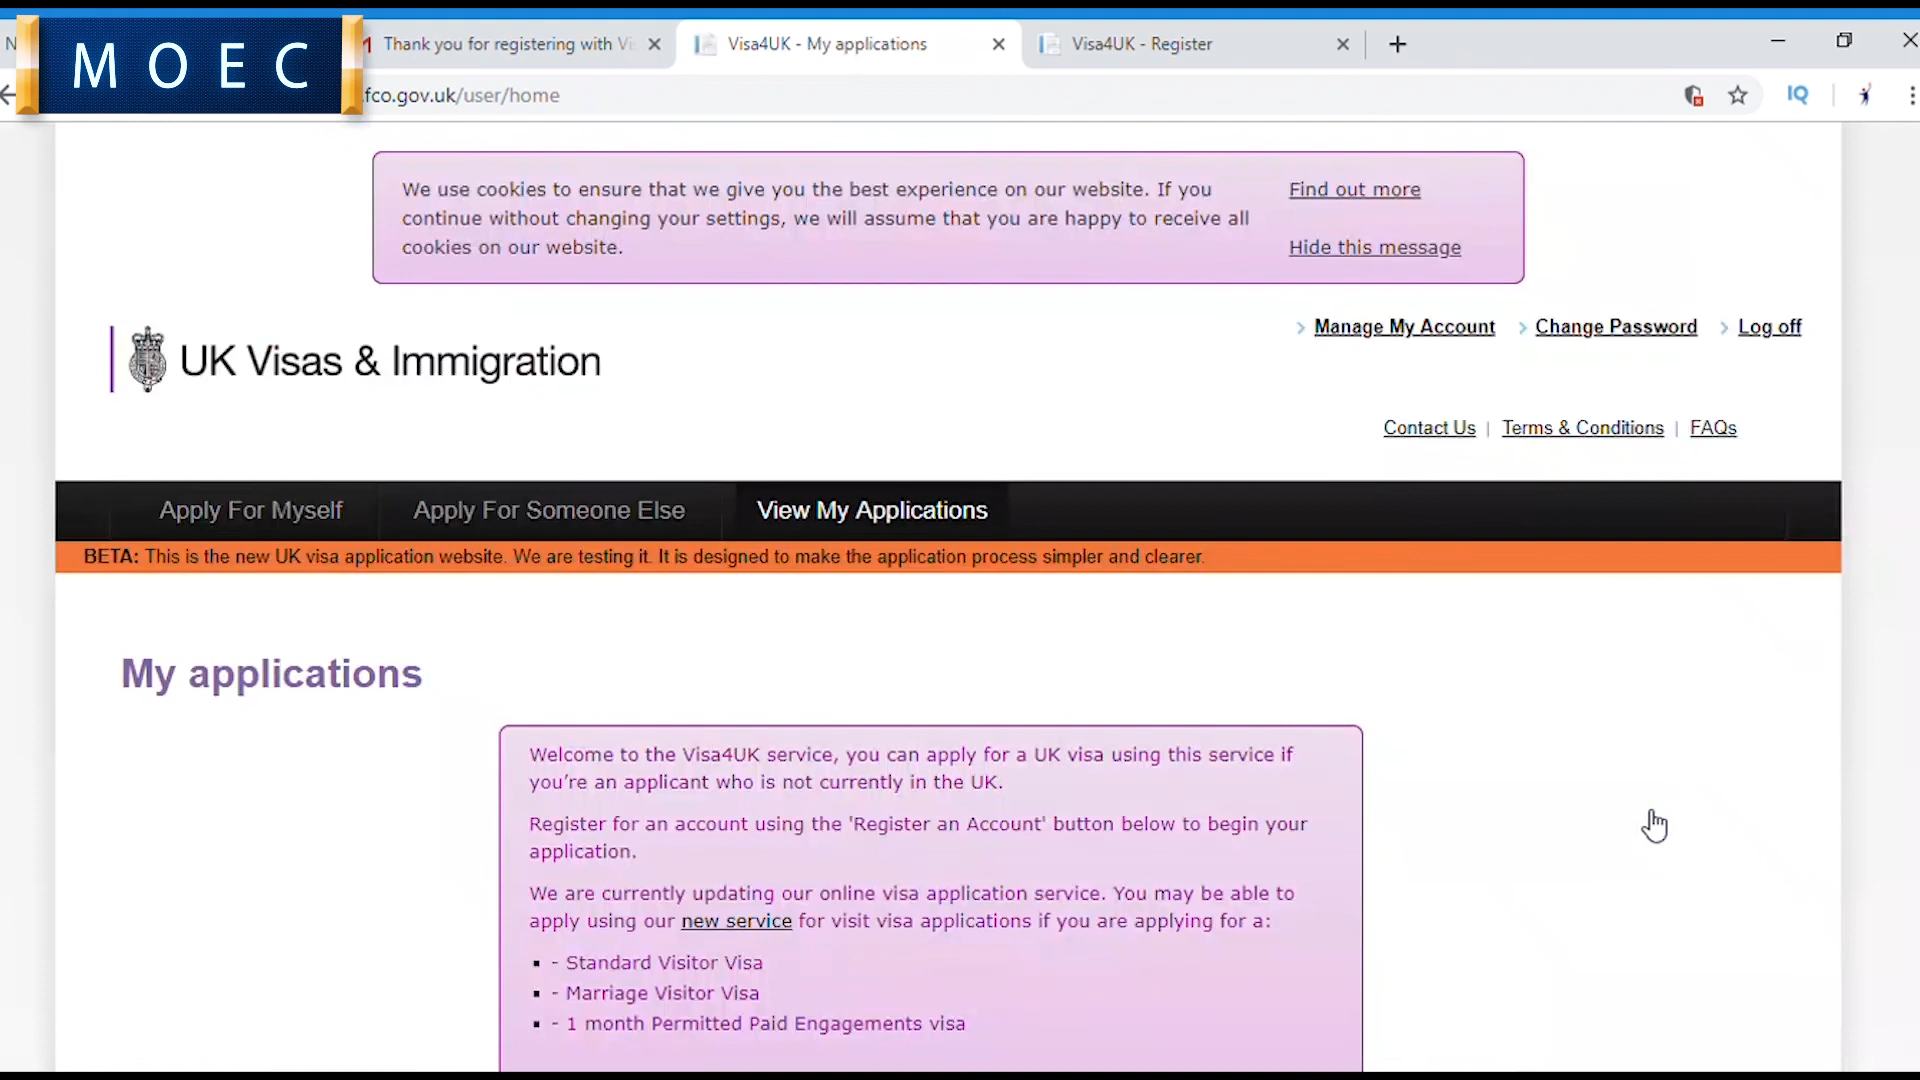 MOEC
Thank you for registering with Vis
Visa4UK - My applications
Visa4UK - Register
fco.gov.uk/user/home
IQ
We use cookies to ensure that we give you the best experience on our website. If you
continue without changing your settings, we will assume that you are happy to receive all
cookies on our website.
Find out more
Hide this message
Manage My Account
Change Password
Log off
UK Visas & Immigration
Contact Us | Terms & Conditions | FAQs
Apply For Myself
Apply For Someone Else
View My Applications
BETA: This is the new UK visa application website. We are testing it. It is designed to make the application process simpler and clearer.
My applications
Welcome to the Visa4UK service, you can apply for a UK visa using this service if
you’re an applicant who is not currently in the UK.
Register for an account using the 'Register an Account' button below to begin your
application.
We are currently updating our online visa application service. You may be able to
apply using our new service for visit visa applications if you are applying for a:
- Standard Visitor Visa
- Marriage Visitor Visa
- 1 month Permitted Paid Engagements visa